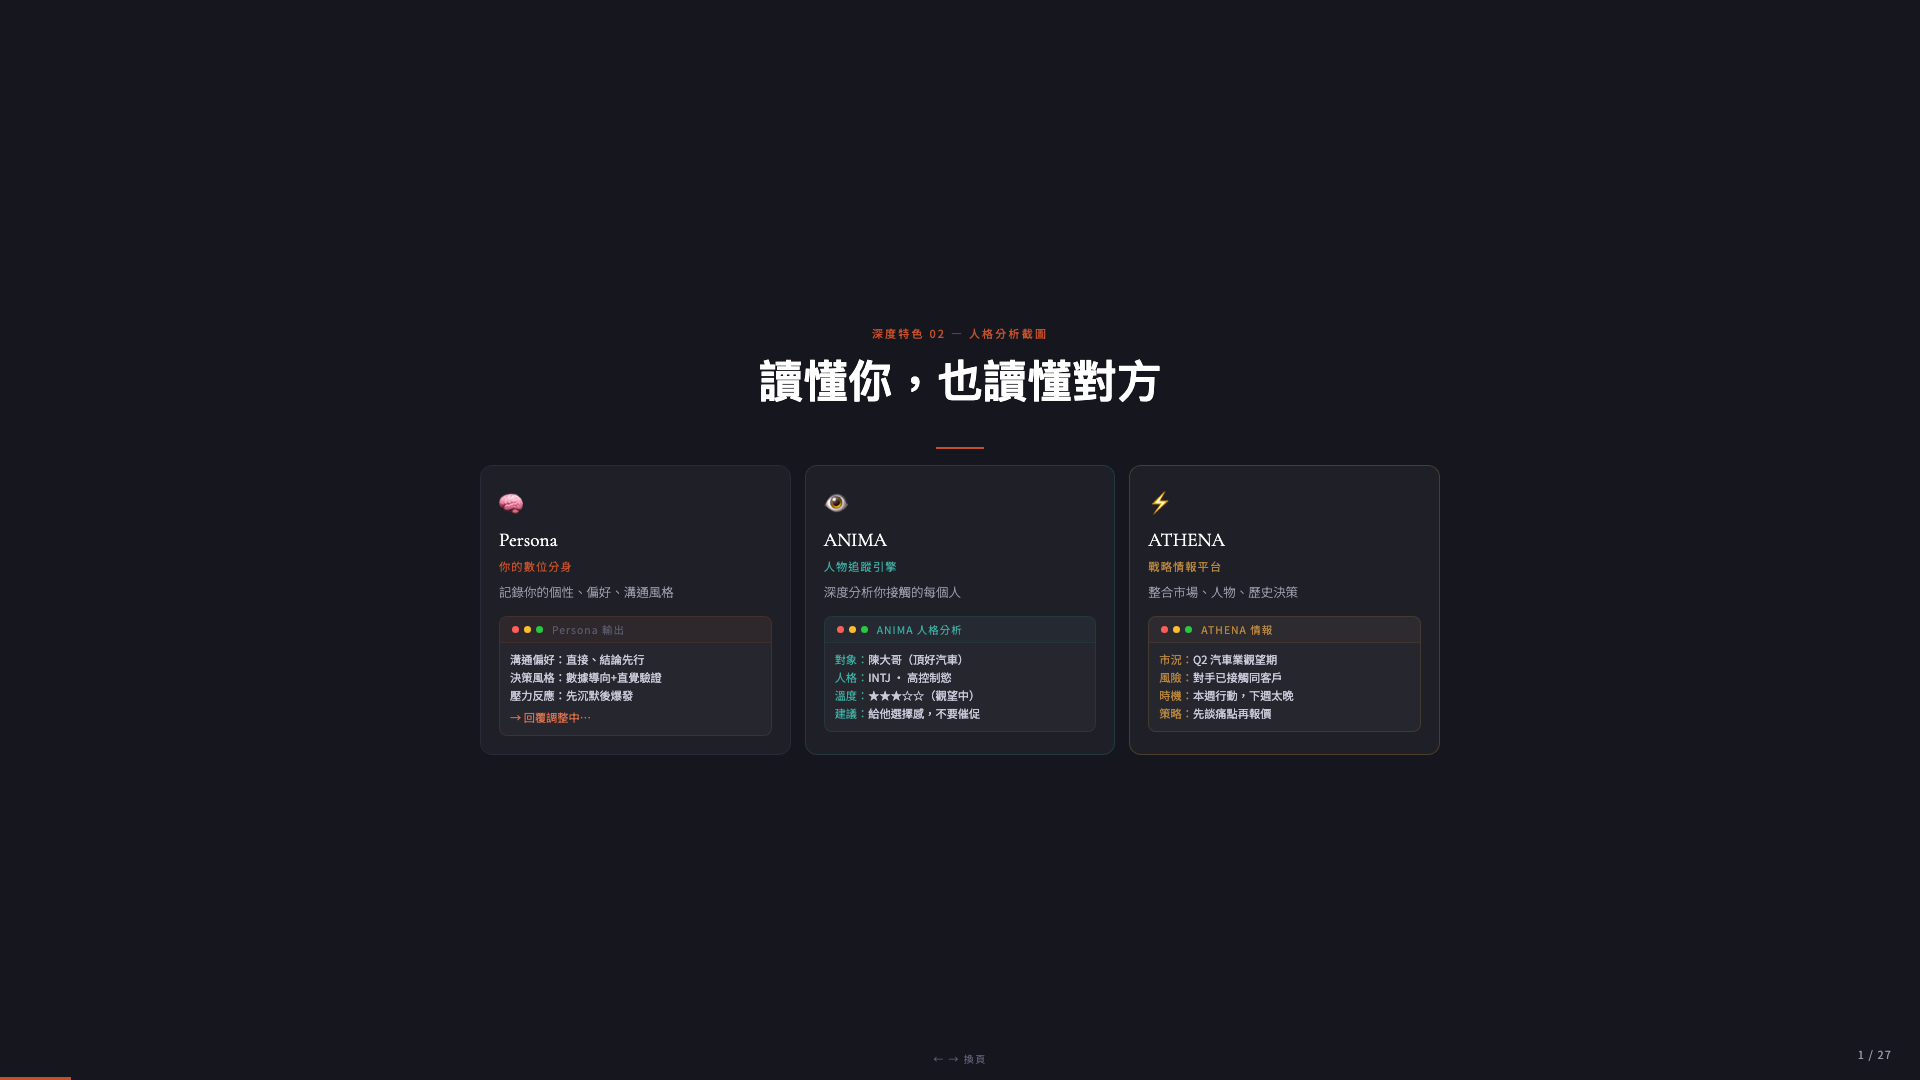 深度特色 02 — 人格分析截圖
讀懂你，也讀懂對方
Persona
你的數位分身
記錄你的個性、偏好、溝通風格
Persona 輸出
溝通偏好：直接、結論先行
決策風格：數據導向+直覺驗證
壓力反應：先沉默後爆發
→ 回覆調整中…
ANIMA
人物追蹤引擎
深度分析你接觸的每個人
ANIMA 人格分析
對象：陳大哥（頂好汽車）
人格：INTJ · 高控制慾
溫度：★★★☆☆（觀望中）
建議：給他選擇感，不要催促
ATHENA
戰略情報平台
整合市場、人物、歷史決策
ATHENA 情報
市況：Q2 汽車業觀望期
風險：對手已接觸同客戶
時機：本週行動，下週太晚
策略：先談痛點再報價
← → 換頁
1 / 27